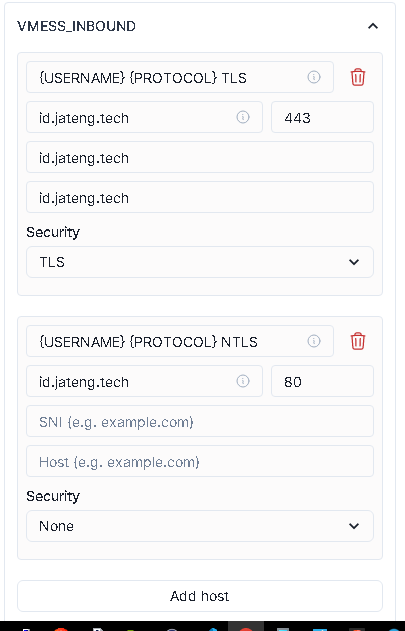 VMESS_INBOUND
{USERNAME} {PROTOCOL} TLS
id.jateng.tech 443
id.jateng.tech
id.jateng.tech
Security
TLS
{USERNAME} {PROTOCOL} NTLS
id.jateng.tech 80
SNI (e.g. example.com)
Host (e.g. example.com)
Security
None
Add host